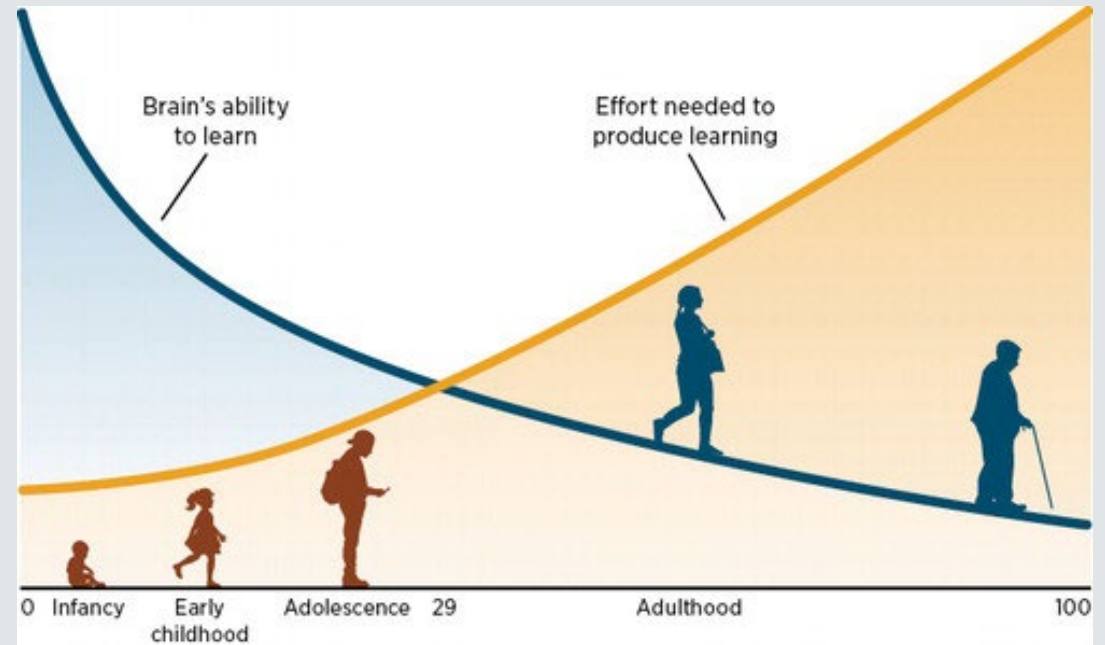 Brain's ability
to learn
Effort needed to
produce learning
0 Infancy Early Adolescence 29 Adulthood 100
childhood